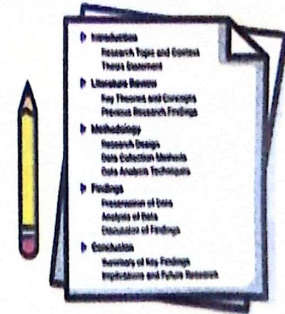 Introduction
Research Topic and Context
Thesis Statement
Literature Review
Key Theories and Concepts
Previous Research Findings
Methodology
Research Design
Data Collection Methods
Data Analysis Techniques
Findings
Presentation of Data
Analysis of Data
Discussion of Findings
Conclusion
Summary of Key Findings
Implications and Future Research